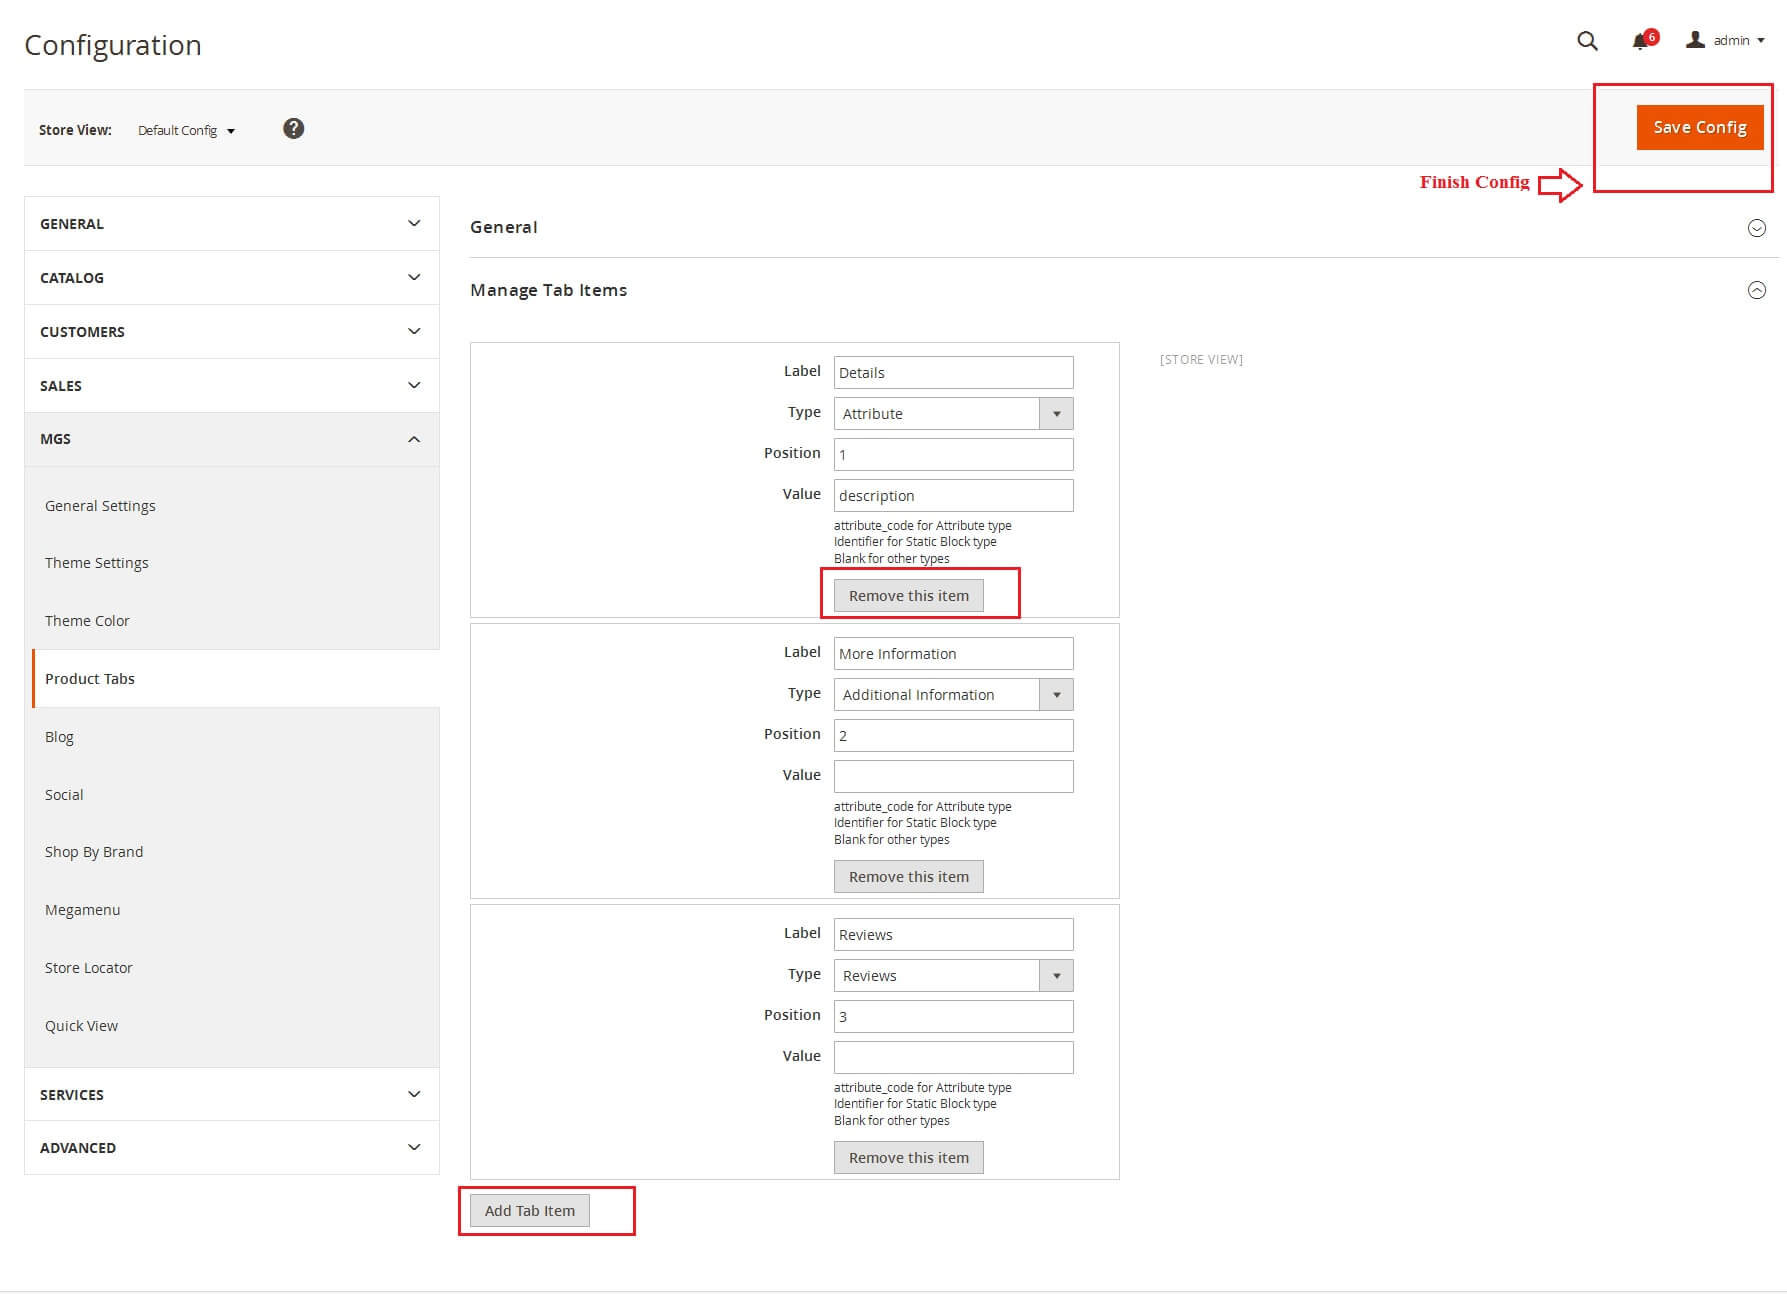 Configuration
6
admin
Store View:
Default Config
?
Save Config
Finish Config
GENERAL
CATALOG
CUSTOMERS
SALES
MGS
General Settings
Theme Settings
Theme Color
Product Tabs
Blog
Social
Shop By Brand
Megamenu
Store Locator
Quick View
SERVICES
ADVANCED
General
Manage Tab Items
[STORE VIEW]
Label Details
Type Attribute
Position 1
Value description
attribute_code for Attribute type
Identifier for Static Block type
Blank for other types
Remove this item
Label More Information
Type Additional Information
Position 2
Value
attribute_code for Attribute type
Identifier for Static Block type
Blank for other types
Remove this item
Label Reviews
Type Reviews
Position 3
Value
attribute_code for Attribute type
Identifier for Static Block type
Blank for other types
Remove this item
Add Tab Item